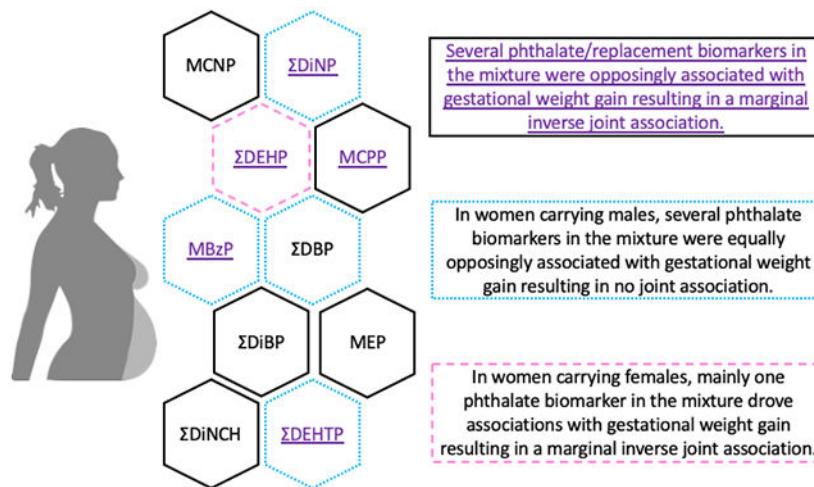 MCNP
ΣDiNP
ΣDEHP
MCPP
MBzP
ΣDBP
ΣDiBP
MEP
ΣDiNCH
ΣDEHTP
Several phthalate/replacement biomarkers in
the mixture were opposingly associated with
gestational weight gain resulting in a marginal
inverse joint association.
In women carrying males, several phthalate
biomarkers in the mixture were equally
opposingly associated with gestational weight
gain resulting in no joint association.
In women carrying females, mainly one
phthalate biomarker in the mixture drove
associations with gestational weight gain
resulting in a marginal inverse joint association.